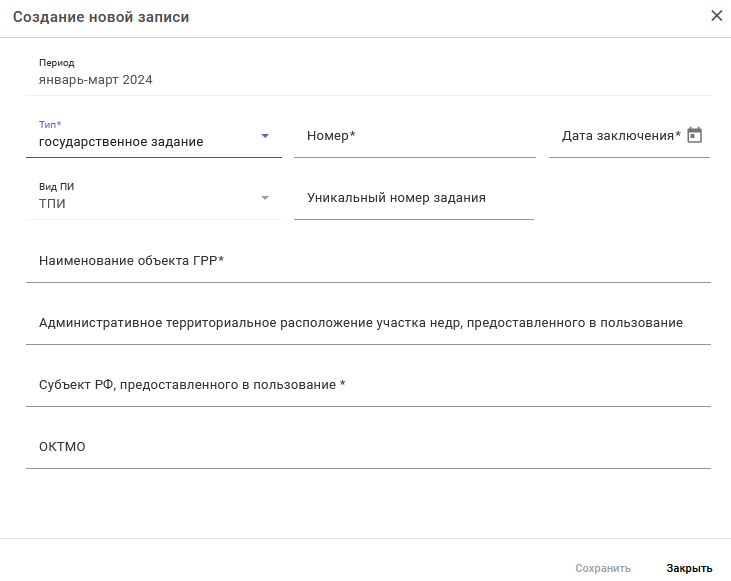 Создание новой записи
Период
январь-март 2024
Тип*
государственное задание
Номер*
Дата заключения*
Вид ПИ
ТПИ
Уникальный номер задания
Наименование объекта ГРР*
Административное территориальное расположение участка недр, предоставленного в пользование
Субъект РФ, предоставленного в пользование *
ОКТМО
Сохранить
Закрыть